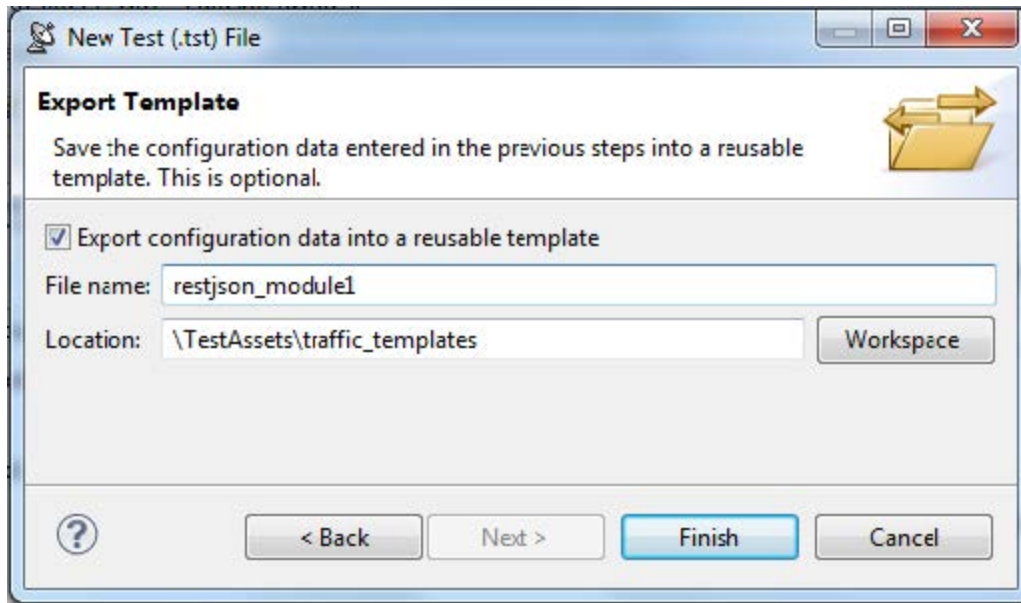 New Test (.tst) File
Export Template
Save the configuration data entered in the previous steps into a reusable
template. This is optional.
Export configuration data into a reusable template
File name: restjson_module1
Location: \TestAssets\traffic_templates Workspace
? < Back Next > Finish Cancel